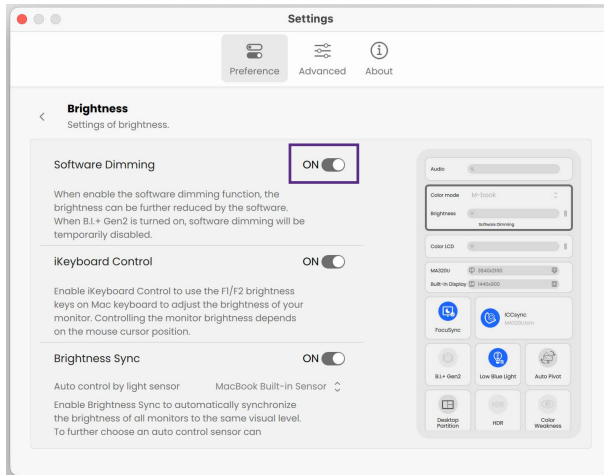 Settings
Preference
Advanced
About
Brightness
Settings of brightness.
Software Dimming
ON
When enable the software dimming function, the
brightness can be further reduced by the software.
When B.I.+ Gen2 is turned on, software dimming will be
temporarily disabled.
iKeyboard Control
ON
Enable iKeyboard Control to use the F1/F2 brightness
keys on Mac keyboard to adjust the brightness of your
monitor. Controlling the monitor brightness depends
on the mouse cursor position.
Brightness Sync
ON
Auto control by light sensor
MacBook Built-in Sensor
Enable Brightness Sync to automatically synchronize
the brightness of all monitors to the same visual level.
To further choose an auto control sensor can
Audio
Color mode
M-book
Brightness
Software Dimming
Color LCD
MA320U
3840x2160
Built-in Display
1440x900
FocuSync
ICCsync
MA320U.icm
B.I.+ Gen2
Low Blue Light
Auto Pivot
Desktop
Partition
HDR
HDR
Color
Weakness